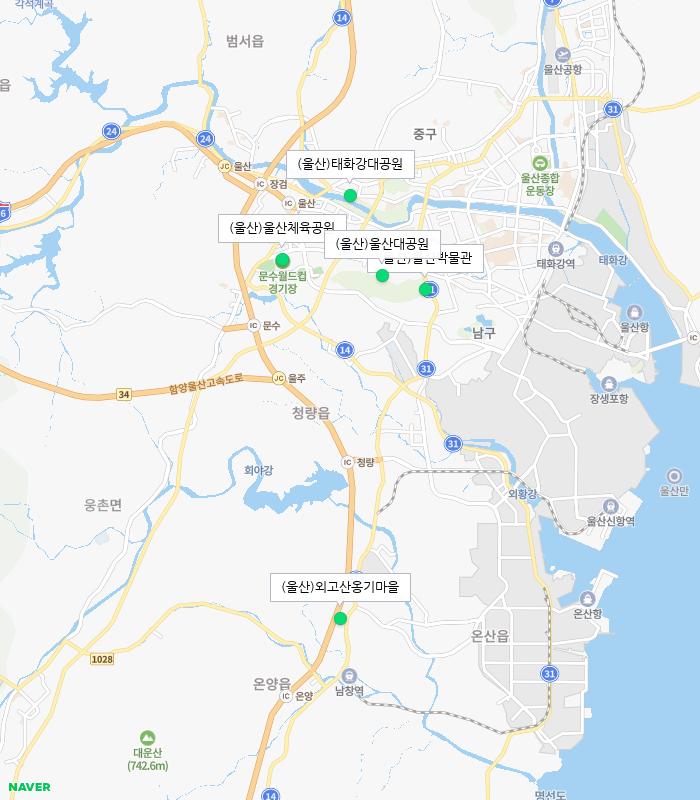 각석계곡
14
범서읍
울산공항
31
24
24
중구
JC 울산
(울산)태화강대공원
울산종합
운동장
IC 장검
IC 울산
(울산)울산체육공원
(울산)울산대공원
(울산)울산박물관
태화강역
태화강
문수월드컵
경기장
울산항
IC 문수
남구
IC
14
31
JC 울주
함양울산고속도로
34
장생포항
청량읍
31
IC 청량
회야강
울산만
외황강
웅촌면
울산신항역
(울산)외고산옹기마을
온산항
온산읍
1028
31
남창역
온양읍
IC 온양
대운산
(742.6m)
14
명선도
NAVER